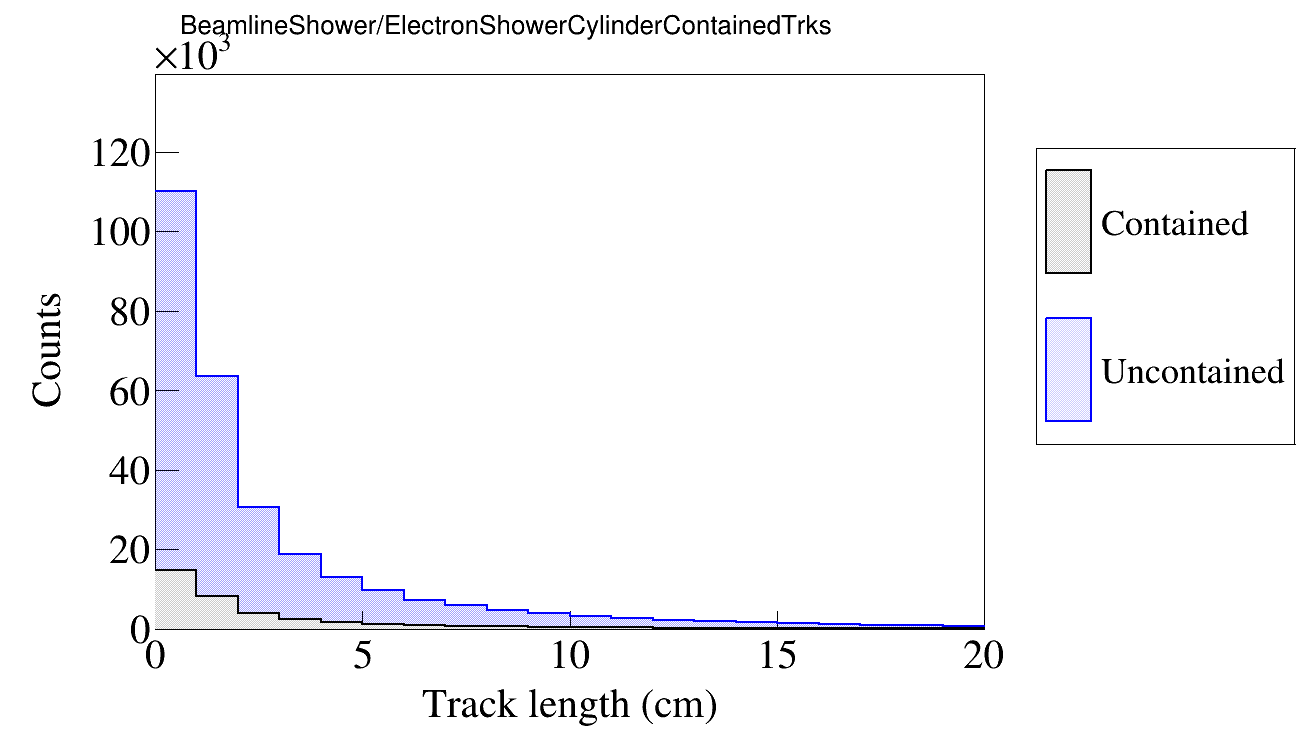 BeamlineShower/ElectronShowerCylinderContainedTrks
×10³
120
100
80
60
40
20
0
0 5 10 15 20
Counts
Track length (cm)
Contained
Uncontained